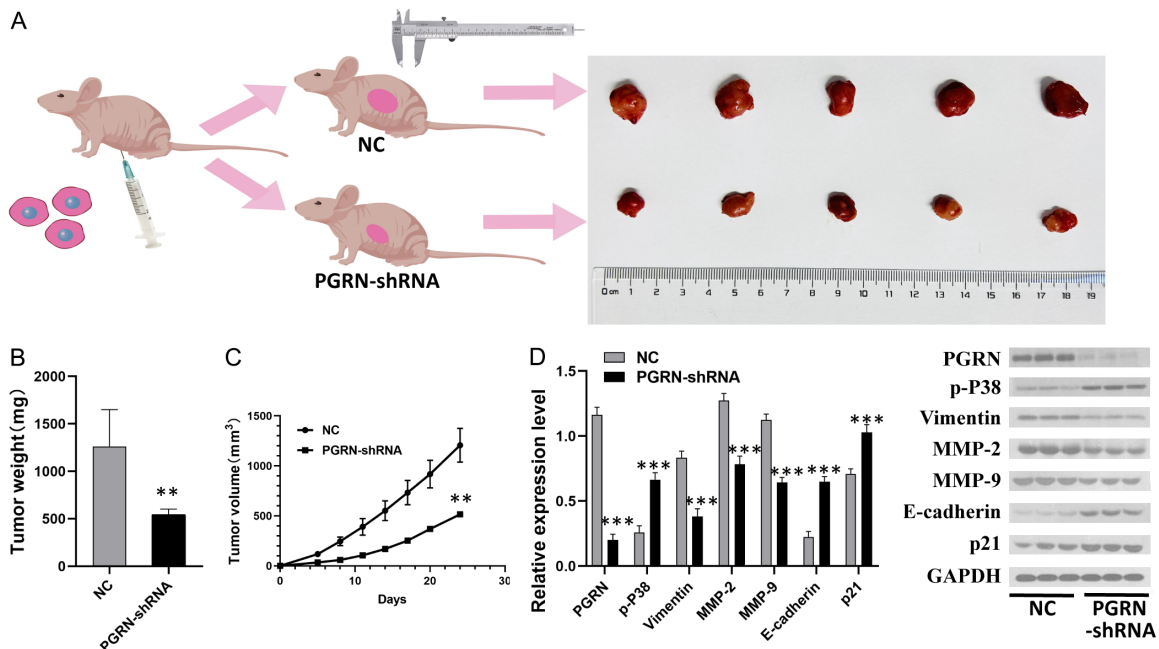 A
NC
PGRN-shRNA
0 cm 1 2 3 4 5 6 7 8 9 10 11 12 13 14 15 16 17 18 19
B
Tumor weight(mg)
2000
1500
1000
500
0
**
NC
PGRN-shRNA
C
Tumor volume(mm³)
1500
1000
500
0
NC
PGRN-shRNA
**
0 10 20 30
Days
D
NC
PGRN-shRNA
Relative expression level
1.5
1.0
0.5
0.0
*** *** *** *** *** *** ***
PGRN
p-P38
Vimentin
MMP-2
MMP-9
E-cadherin
p21
PGRN
p-P38
Vimentin
MMP-2
MMP-9
E-cadherin
p21
GAPDH
NC
PGRN
-shRNA